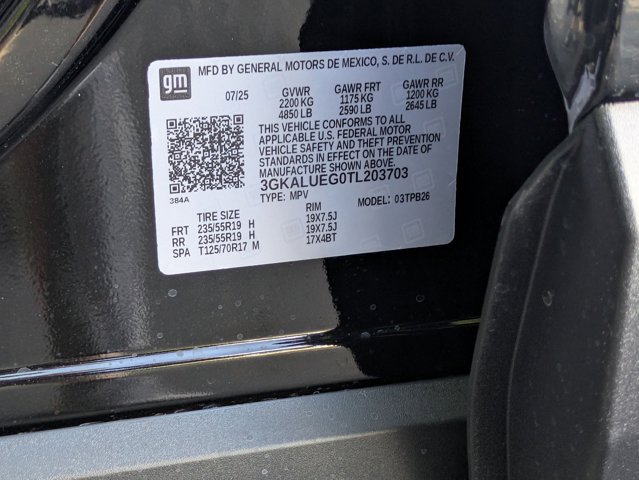 gm
MFD BY GENERAL MOTORS DE MEXICO, S. DE R.L. DE C.V.
07/25 GVWR GAWR FRT GAWR RR
2200 KG 1175 KG 1200 KG
4850 LB 2590 LB 2645 LB
THIS VEHICLE CONFORMS TO ALL
APPLICABLE U.S. FEDERAL MOTOR
VEHICLE SAFETY AND THEFT PREVENTION
STANDARDS IN EFFECT ON THE DATE OF
MANUFACTURE SHOWN ABOVE.
3GKALUEG0TL203703
384A TYPE: MPV MODEL: 03TPB26
TIRE SIZE RIM
FRT 235/55R19 H 19X7.5J
RR 235/55R19 H 19X7.5J
SPA T125/70R17 M 17X4BT